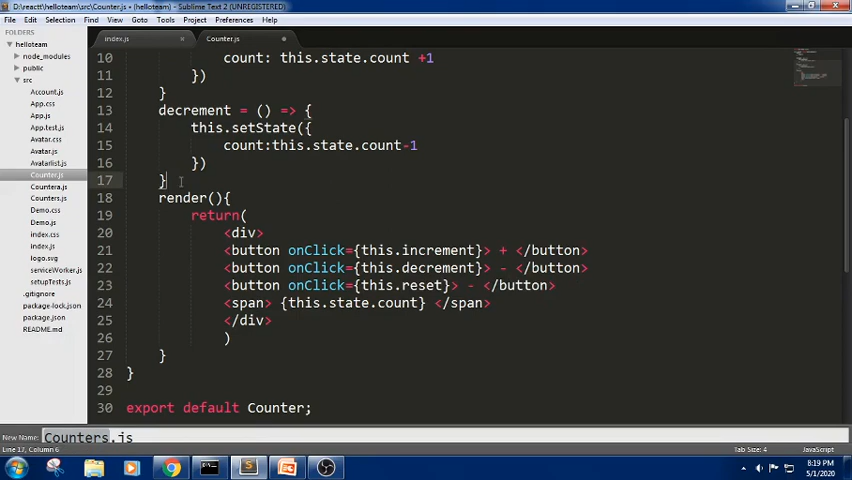 D:\reactt\helloteam\src\Counter.js • (helloteam) - Sublime Text 2 (UNREGISTERED)
File Edit Selection Find View Goto Tools Project Preferences Help
FOLDERS
helloteam
node_modules
public
src
Account.js
App.css
App.js
App.test.js
Avatar.css
Avatar.js
Avatarlist.js
Counter.js
Countera.js
Counters.js
Demo.css
Demo.js
index.css
index.js
logo.svg
serviceWorker.js
setupTests.js
.gitignore
package-lock.json
package.json
README.md
index.js × Counter.js
10 count: this.state.count +1
11 })
12 }
13 decrement = () => {
14 this.setState({
15 count:this.state.count-1
16 })
17 }
18 render(){
19 return(
20 <div>
21 <button onClick={this.increment}> + </button>
22 <button onClick={this.decrement}> - </button>
23 <button onClick={this.reset}> - </button>
24 <span> {this.state.count} </span>
25 </div>
26 )
27 }
28 }
29
30 export default Counter;
New Name: Counters.js
Line 17, Column 6 Tab Size: 4 JavaScript
8:19 PM
5/1/2020